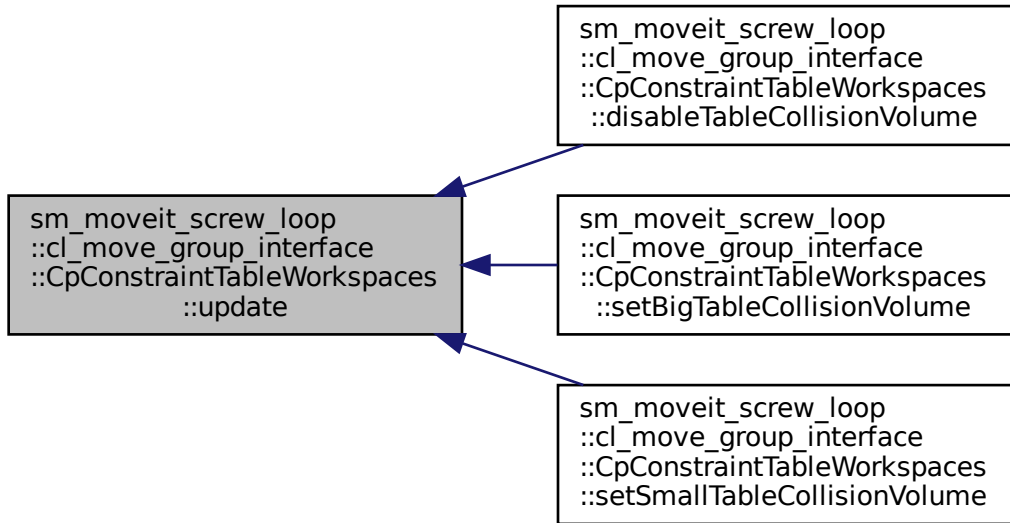 sm_moveit_screw_loop
::cl_move_group_interface
::CpConstraintTableWorkspaces
::update
sm_moveit_screw_loop
::cl_move_group_interface
::CpConstraintTableWorkspaces
::disableTableCollisionVolume
sm_moveit_screw_loop
::cl_move_group_interface
::CpConstraintTableWorkspaces
::setBigTableCollisionVolume
sm_moveit_screw_loop
::cl_move_group_interface
::CpConstraintTableWorkspaces
::setSmallTableCollisionVolume